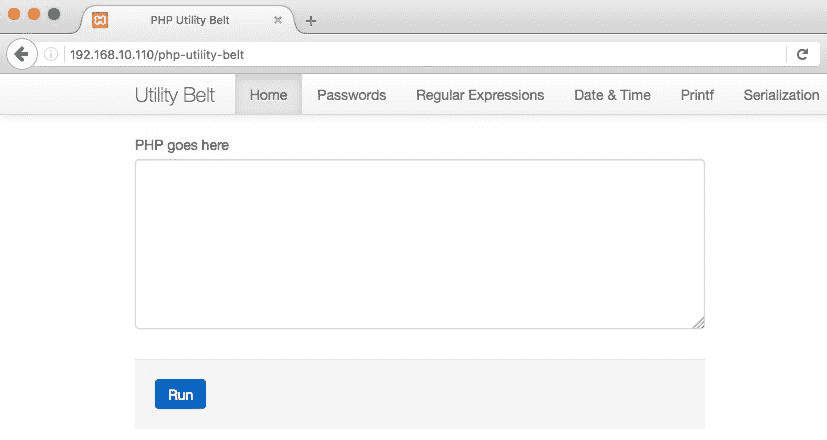 PHP Utility Belt
192.168.10.110/php-utility-belt
Utility Belt Home Passwords Regular Expressions Date & Time Printf Serialization
PHP goes here
Run